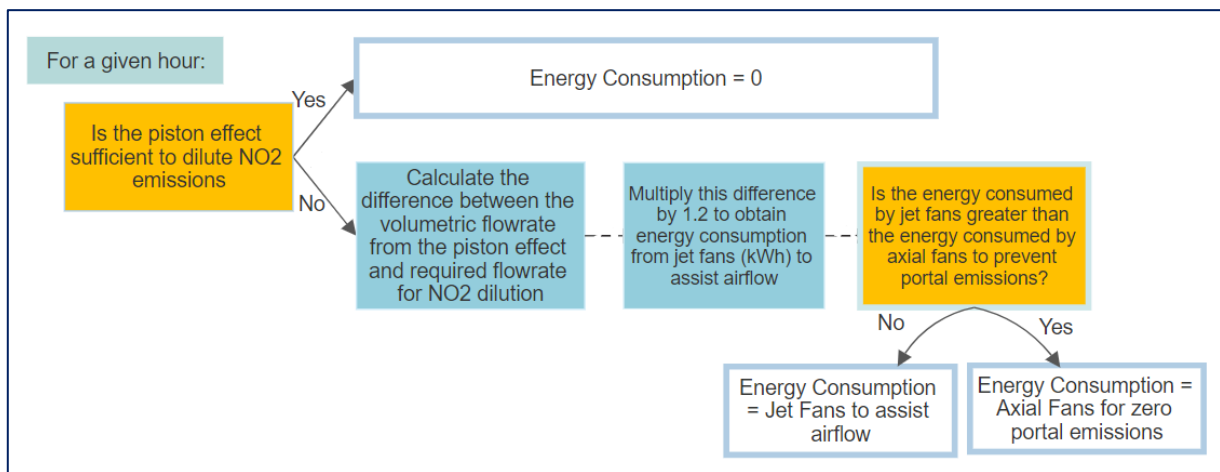 For a given hour:
Is the piston effect
sufficient to dilute NO2
emissions
Yes
Energy Consumption = 0
No
Calculate the
difference between the
volumetric flowrate
from the piston effect
and required flowrate
for NO2 dilution
Multiply this difference
by 1.2 to obtain
energy consumption
from jet fans (kWh) to
assist airflow
Is the energy consumed
by jet fans greater than
the energy consumed by
axial fans to prevent
portal emissions?
No
Yes
Energy Consumption
= Jet Fans to assist
airflow
Energy Consumption =
Axial Fans for zero
portal emissions